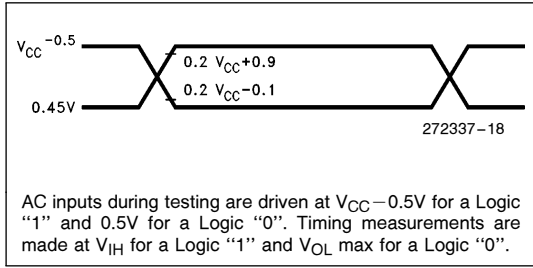 VCC -0.5
0.2 VCC+0.9
0.2 VCC-0.1
0.45V
272337-18
AC inputs during testing are driven at VCC-0.5V for a Logic
“1” and 0.5V for a Logic “0”. Timing measurements are
made at VIH for a Logic “1” and VOL max for a Logic “0”.